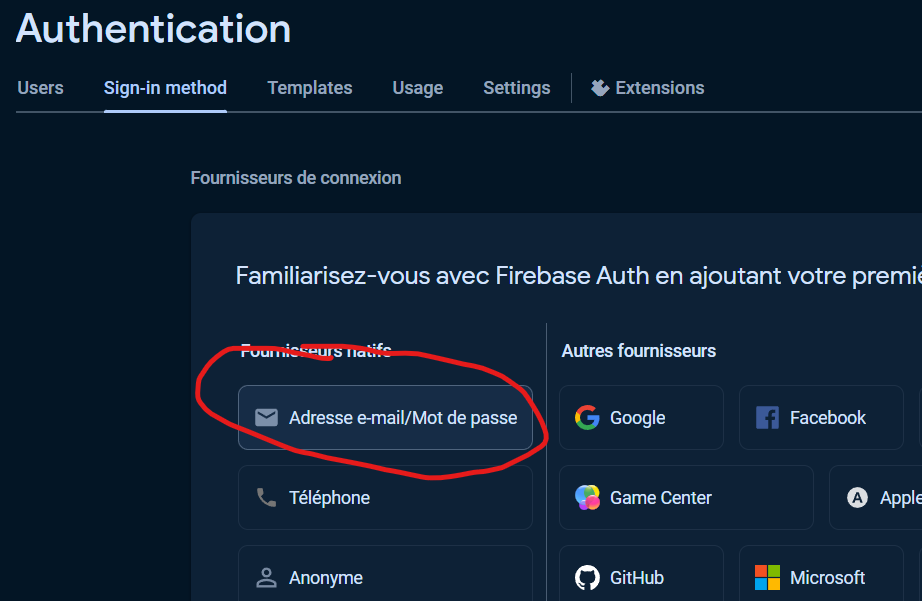 Authentication
Users Sign-in method Templates Usage Settings Extensions
Fournisseurs de connexion
Familiarisez-vous avec Firebase Auth en ajoutant votre premiè
Fournisseurs natifs
Autres fournisseurs
Adresse e-mail/Mot de passe
Google
Facebook
Téléphone
Game Center
Apple
Anonyme
GitHub
Microsoft